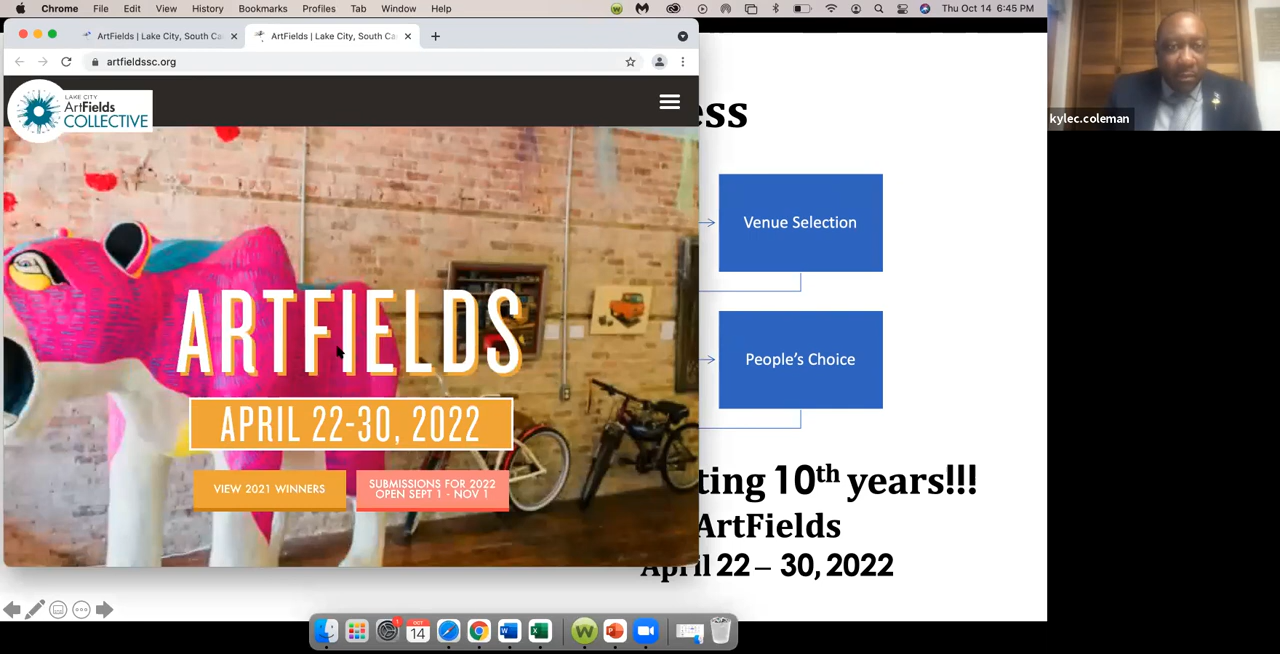 Chrome File Edit View History Bookmarks Profiles Tab Window Help
Thu Oct 14 6:45 PM
ArtFields | Lake City, South Ca
ArtFields | Lake City, South Ca
artfieldssc.org
LAKE CITY
ArtFields
COLLECTIVE
ARTFIELDS
APRIL 22-30, 2022
VIEW 2021 WINNERS
SUBMISSIONS FOR 2022
OPEN SEPT 1 - NOV 1
ess
Venue Selection
People's Choice
ting 10th years!!!
ArtFields
April 22 – 30, 2022
kylec.coleman
OCT
14
1
W
W
X
W
P